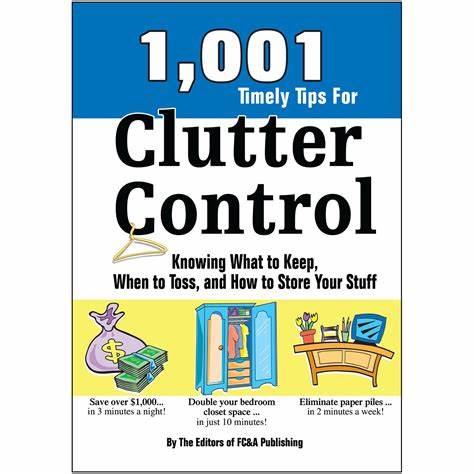 1,001
Timely Tips For
Clutter
Control
Knowing What to Keep,
When to Toss, and How to Store Your Stuff
$
Save over $1,000...
in 3 minutes a night!
Double your bedroom
closet space ...
in just 10 minutes!
Eliminate paper piles ...
in 2 minutes a week!
By The Editors of FC&A Publishing